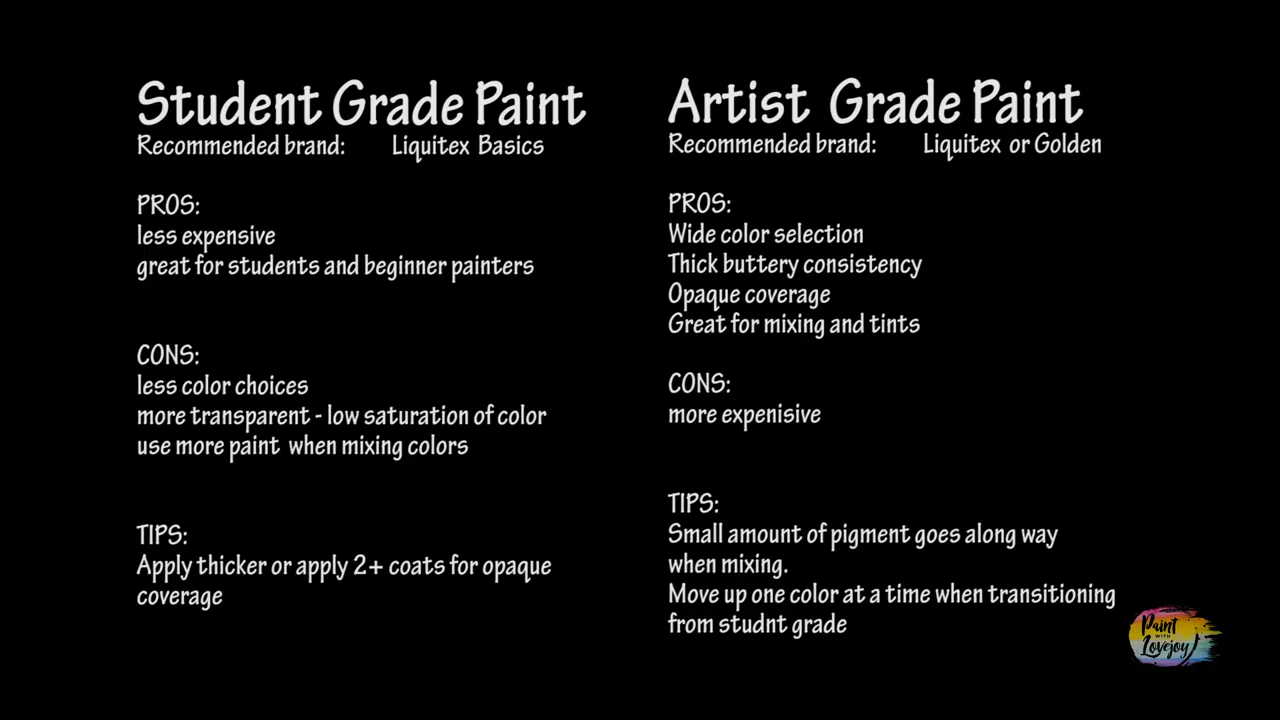 Student Grade Paint
Recommended brand: Liquitex Basics
PROS:
less expensive
great for students and beginner painters
CONS:
less color choices
more transparent - low saturation of color
use more paint when mixing colors
TIPS:
Apply thicker or apply 2+ coats for opaque
coverage
Artist Grade Paint
Recommended brand: Liquitex or Golden
PROS:
Wide color selection
Thick buttery consistency
Opaque coverage
Great for mixing and tints
CONS:
more expenisive
TIPS:
Small amount of pigment goes along way
when mixing.
Move up one color at a time when transitioning
from studnt grade
Paint
WITH
Lovejoy